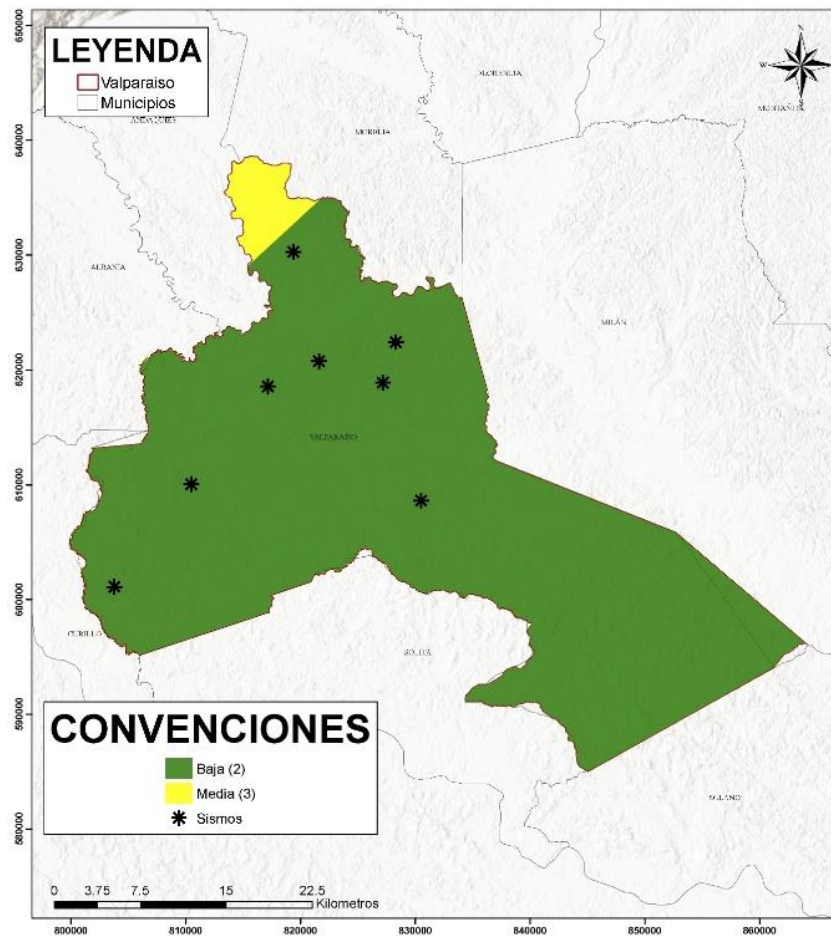 LEYENDA
Valparaiso
Municipios
FLORENCIA
MONTAÑITA
MORELIA
ALBANIA
MILÁN
VALPARAISO
CURILLO
SOLITA
SOLANO
W
CONVENCIONES
Baja (2)
Media (3)
Sismos
0 3.75 7.5 15 22.5
Kilometros
650000
640000
630000
620000
610000
600000
590000
580000
800000 810000 820000 830000 840000 850000 860000